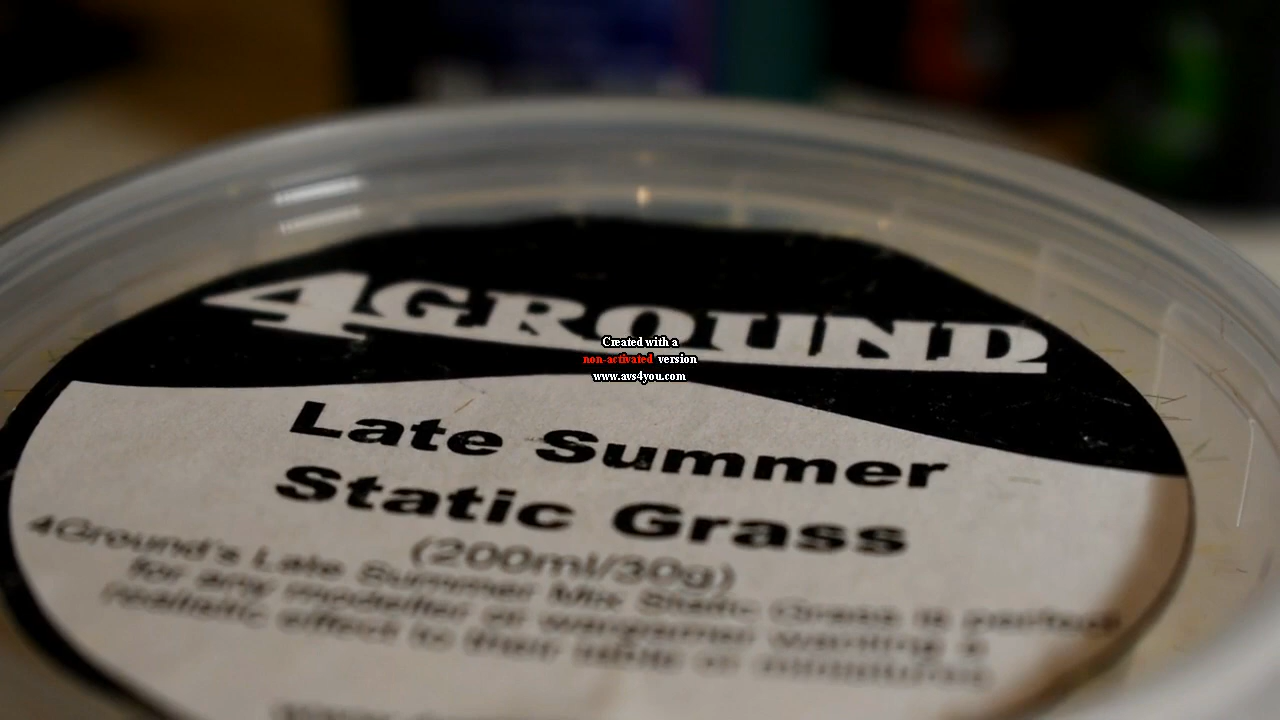 4GROUND
Created with a
non-activated version
www.avs4you.com
Late Summer
Static Grass
(200ml/30g)
4Ground's Late Summer Mix Static Grass is perfect
for any modeller or wargamer wanting a
realistic effect to their table or miniatures